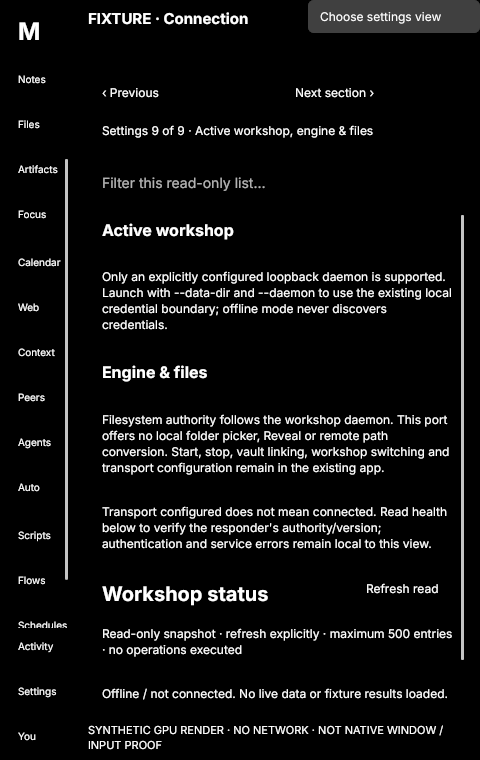 M
FIXTURE · Connection
Choose settings view
Notes
Files
Artifacts
Focus
Calendar
Web
Context
Peers
Agents
Auto
Scripts
Flows
Schedules
Activity
Settings
You
‹ Previous
Next section ›
Settings 9 of 9 · Active workshop, engine & files
Filter this read-only list...
Active workshop
Only an explicitly configured loopback daemon is supported.
Launch with --data-dir and --daemon to use the existing local
credential boundary; offline mode never discovers
credentials.
Engine & files
Filesystem authority follows the workshop daemon. This port
offers no local folder picker, Reveal or remote path
conversion. Start, stop, vault linking, workshop switching and
transport configuration remain in the existing app.
Transport configured does not mean connected. Read health
below to verify the responder's authority/version;
authentication and service errors remain local to this view.
Workshop status
Refresh read
Read-only snapshot · refresh explicitly · maximum 500 entries
· no operations executed
Offline / not connected. No live data or fixture results loaded.
SYNTHETIC GPU RENDER · NO NETWORK · NOT NATIVE WINDOW /
INPUT PROOF